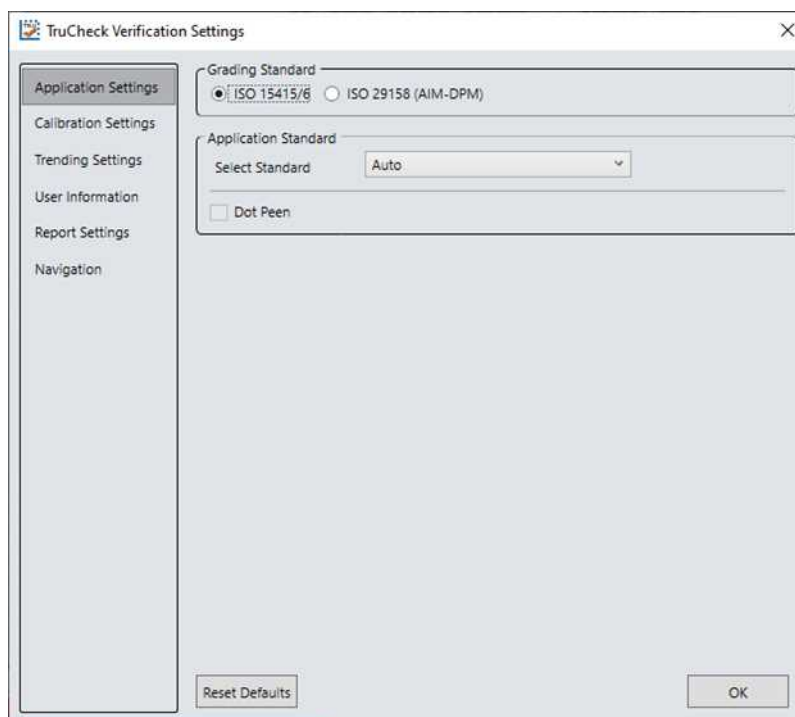 TruCheck Verification Settings
Application Settings
Calibration Settings
Trending Settings
User Information
Report Settings
Navigation
Grading Standard
ISO 15415/6 ISO 29158 (AIM-DPM)
Application Standard
Select Standard Auto
Dot Peen
Reset Defaults OK